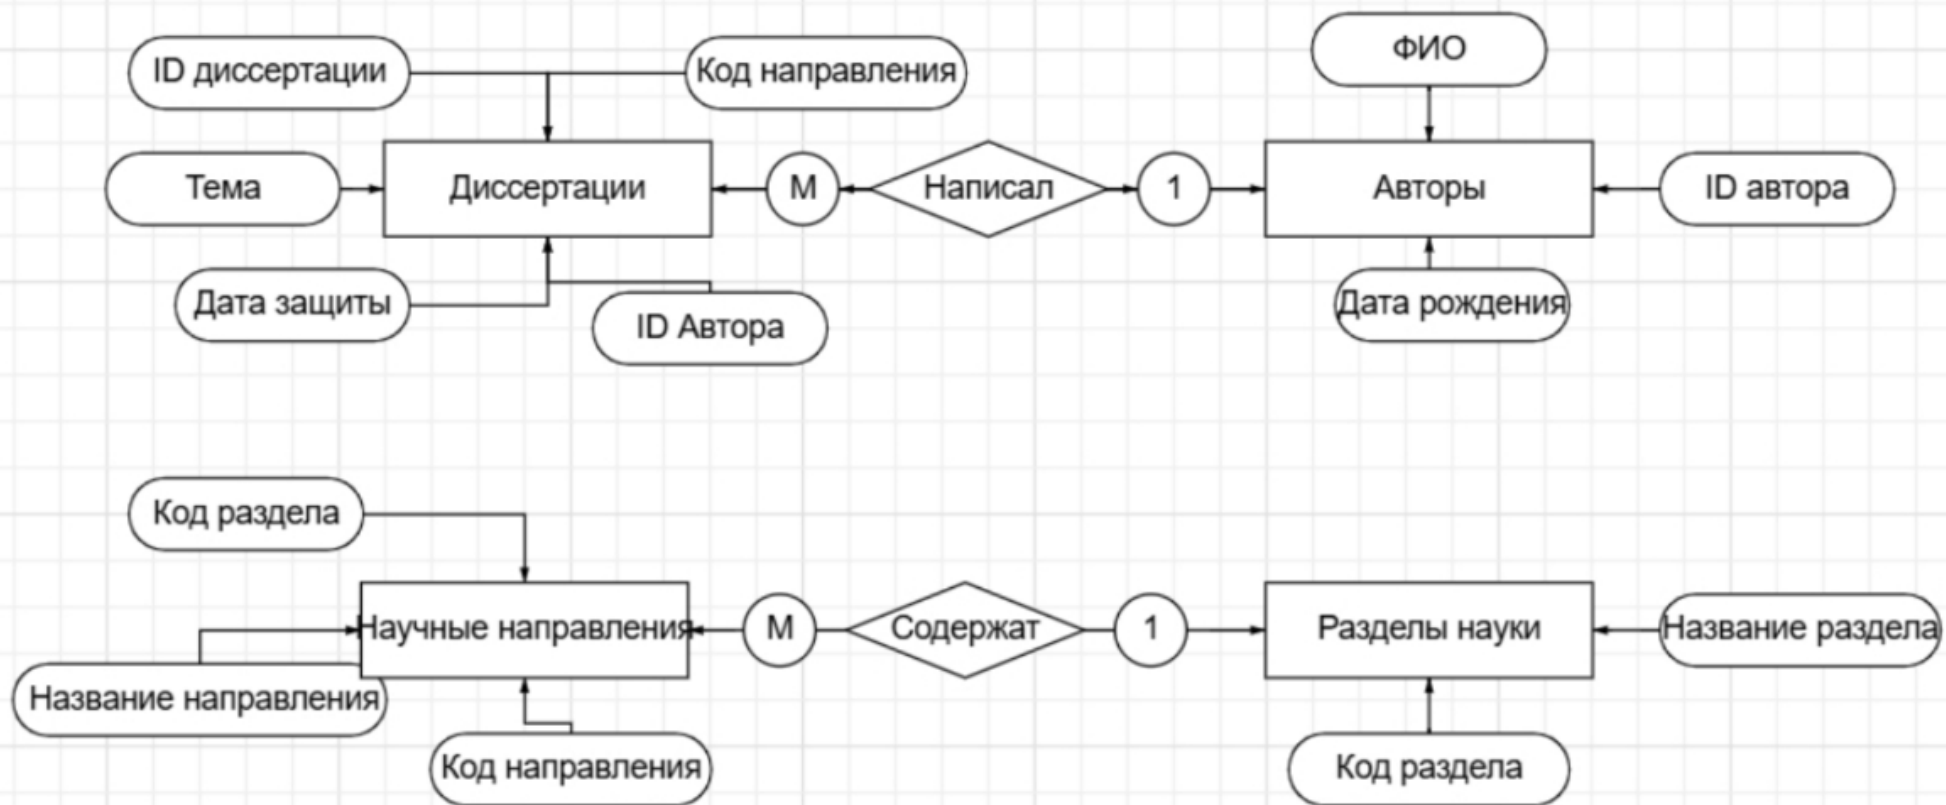 ФИО
ID диссертации
Код направления
Тема
Диссертации
М
Написал
1
Авторы
ID автора
Дата защиты
ID Автора
Дата рождения
Код раздела
Научные направления
М
Содержат
1
Разделы науки
Название раздела
Название направления
Код направления
Код раздела